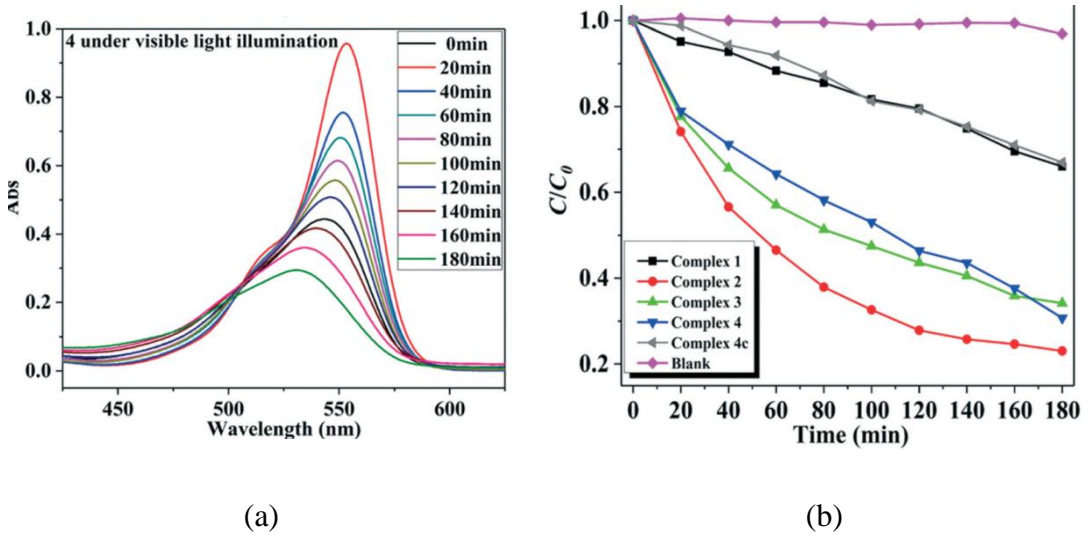 4 under visible light illumination
0min
20min
40min
60min
80min
100min
120min
140min
160min
180min
1.0
0.8
0.6
0.4
0.2
0.0
Abs
450
500
550
600
Wavelength (nm)
(a)
1.0
0.8
0.6
0.4
0.2
C/C0
Complex 1
Complex 2
Complex 3
Complex 4
Complex 4c
Blank
0
20
40
60
80
100
120
140
160
180
Time (min)
(b)